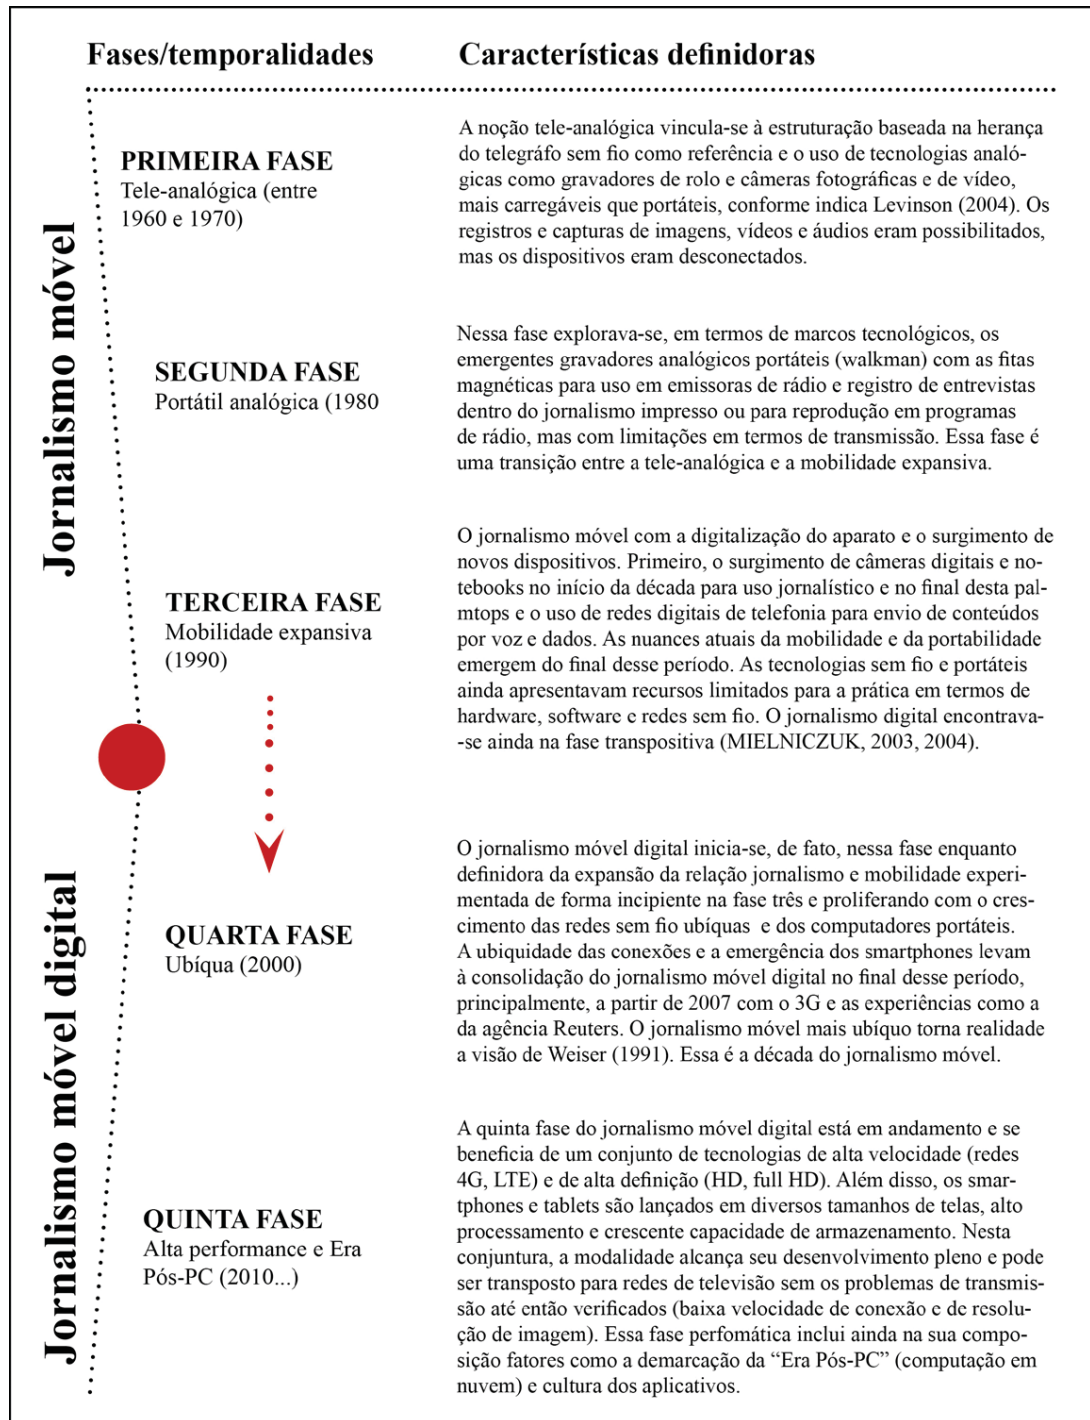 Fases/temporalidades
Características definidoras
Jornalismo móvel
PRIMEIRA FASE
Tele-analógica (entre
1960 e 1970)
A noção tele-analógica vincula-se à estruturação baseada na herança
do telegráfo sem fio como referência e o uso de tecnologias analó-
gicas como gravadores de rolo e câmeras fotográficas e de vídeo,
mais carregáveis que portáteis, conforme indica Levinson (2004). Os
registros e capturas de imagens, vídeos e áudios eram possibilitados,
mas os dispositivos eram desconectados.
SEGUNDA FASE
Portátil analógica (1980
Nessa fase explorava-se, em termos de marcos tecnológicos, os
emergentes gravadores analógicos portáteis (walkman) com as fitas
magnéticas para uso em emissoras de rádio e registro de entrevistas
dentro do jornalismo impresso ou para reprodução em programas
de rádio, mas com limitações em termos de transmissão. Essa fase é
uma transição entre a tele-analógica e a mobilidade expansiva.
TERCEIRA FASE
Mobilidade expansiva
(1990)
O jornalismo móvel com a digitalização do aparato e o surgimento de
novos dispositivos. Primeiro, o surgimento de câmeras digitais e no-
tebooks no início da década para uso jornalístico e no final desta pal-
mtops e o uso de redes digitais de telefonia para envio de conteúdos
por voz e dados. As nuances atuais da mobilidade e da portabilidade
emergem do final desse período. As tecnologias sem fio e portáteis
ainda apresentavam recursos limitados para a prática em termos de
hardware, software e redes sem fio. O jornalismo digital encontrava-
-se ainda na fase transpositiva (MIELNICZUK, 2003, 2004).
Jornalismo móvel digital
QUARTA FASE
Ubíqua (2000)
O jornalismo móvel digital inicia-se, de fato, nessa fase enquanto
definidora da expansão da relação jornalismo e mobilidade experi-
mentada de forma incipiente na fase três e proliferando com o cres-
cimento das redes sem fio ubíquas e dos computadores portáteis.
A ubiquidade das conexões e a emergência dos smartphones levam
à consolidação do jornalismo móvel digital no final desse período,
principalmente, a partir de 2007 com o 3G e as experiências como a
da agência Reuters. O jornalismo móvel mais ubíquo torna realidade
a visão de Weiser (1991). Essa é a década do jornalismo móvel.
QUINTA FASE
Alta performance e Era
Pós-PC (2010...)
A quinta fase do jornalismo móvel digital está em andamento e se
beneficia de um conjunto de tecnologias de alta velocidade (redes
4G, LTE) e de alta definição (HD, full HD). Além disso, os smar-
tphones e tablets são lançados em diversos tamanhos de telas, alto
processamento e crescente capacidade de armazenamento. Nesta
conjuntura, a modalidade alcança seu desenvolvimento pleno e pode
ser transposto para redes de televisão sem os problemas de transmis-
são até então verificados (baixa velocidade de conexão e de resolu-
ção de imagem). Essa fase perfomática inclui ainda na sua compo-
sição fatores como a demarcação da “Era Pós-PC” (computação em
nuvem) e cultura dos aplicativos.